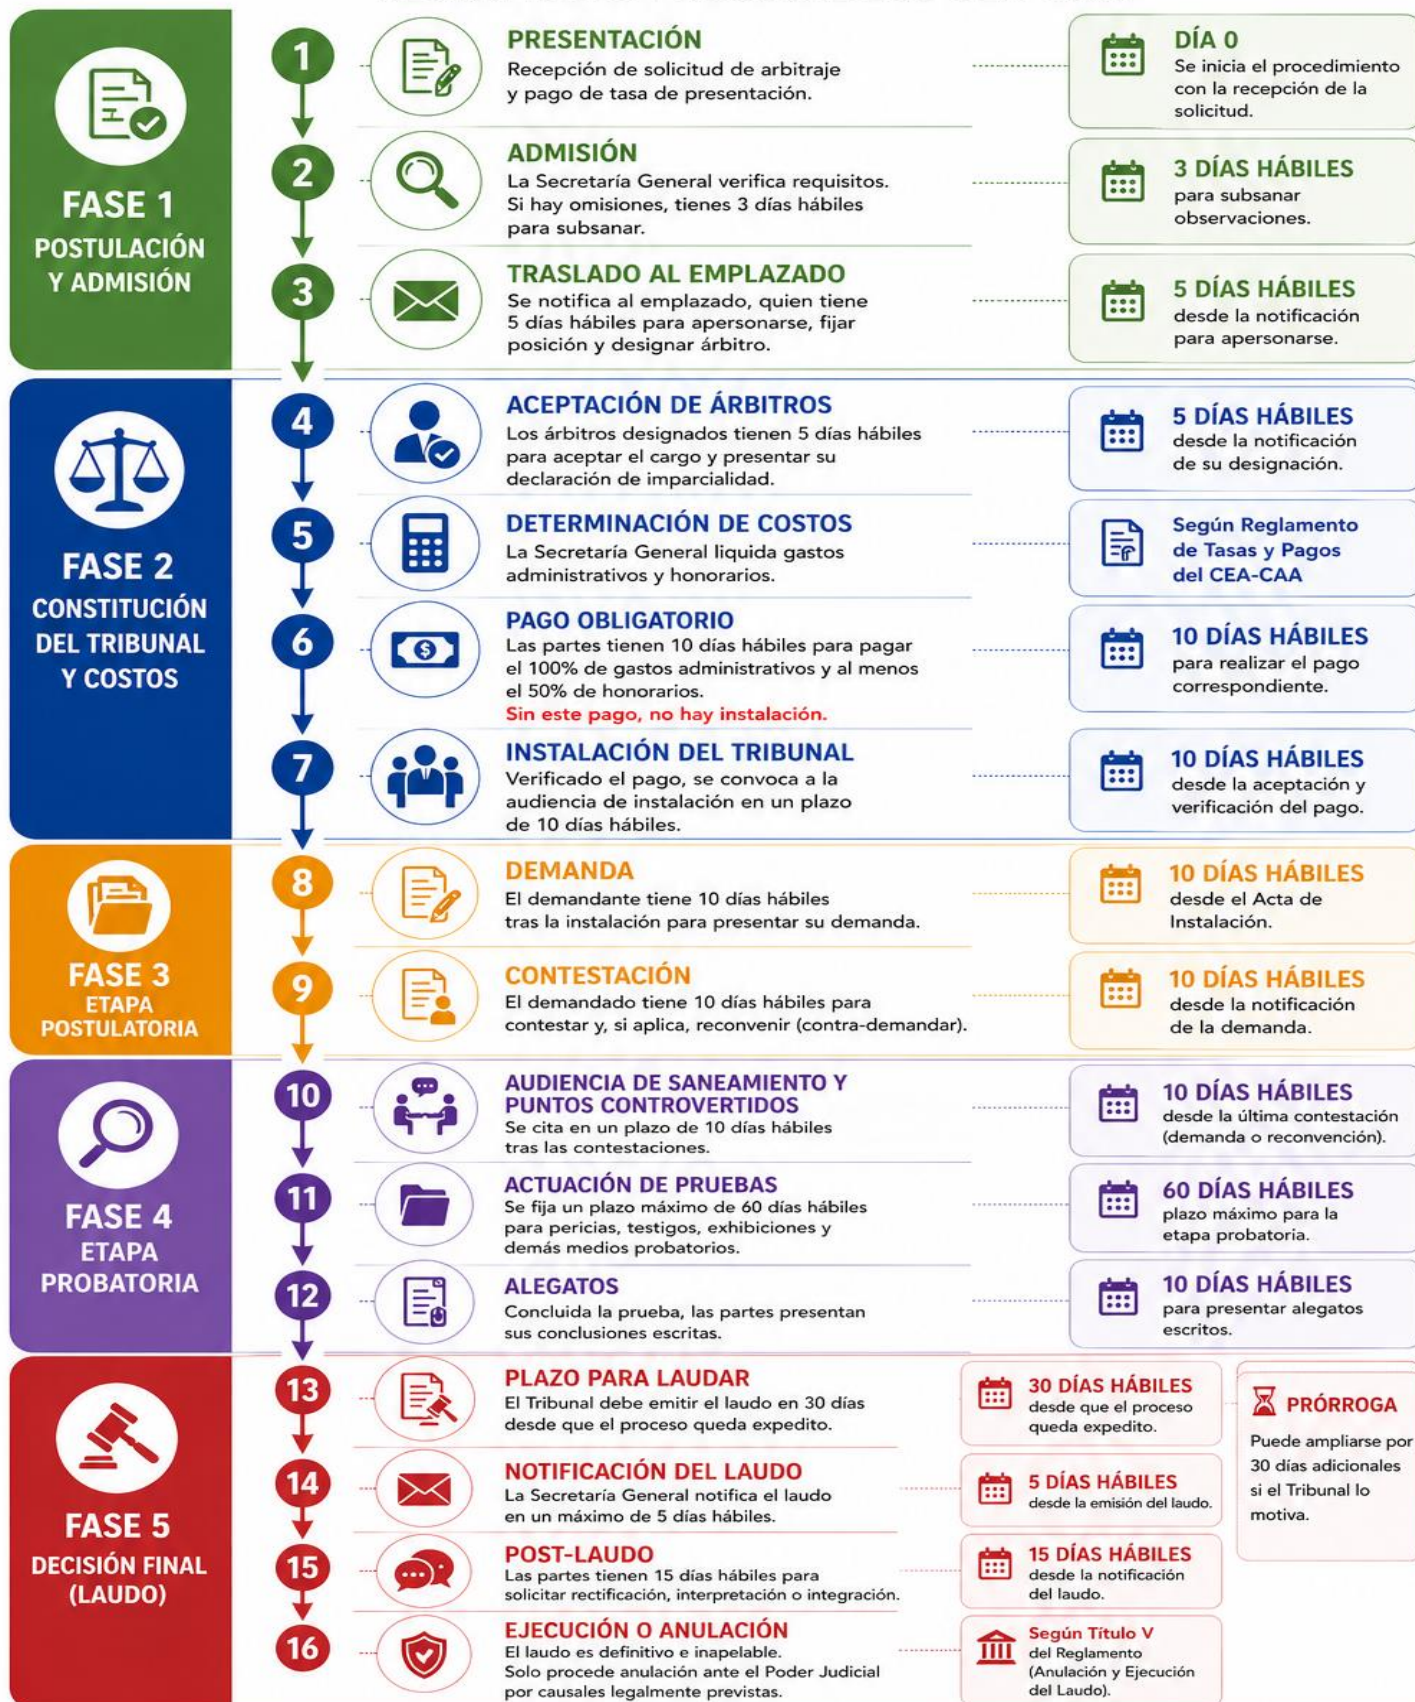 FASE 1
POSTULACIÓN
Y ADMISIÓN
1
PRESENTACIÓN
Recepción de solicitud de arbitraje
y pago de tasa de presentación.
DÍA 0
Se inicia el procedimiento
con la recepción de la
solicitud.
2
ADMISIÓN
La Secretaría General verifica requisitos.
Si hay omisiones, tienes 3 días hábiles
para subsanar.
3 DÍAS HÁBILES
para subsanar
observaciones.
3
TRASLADO AL EMPLAZADO
Se notifica al emplazado, quien tiene
5 días hábiles para apersonarse, fijar
posición y designar árbitro.
5 DÍAS HÁBILES
desde la notificación
para apersonarse.
FASE 2
CONSTITUCIÓN
DEL TRIBUNAL
Y COSTOS
4
ACEPTACIÓN DE ÁRBITROS
Los árbitros designados tienen 5 días hábiles
para aceptar el cargo y presentar su
declaración de imparcialidad.
5 DÍAS HÁBILES
desde la notificación
de su designación.
5
DETERMINACIÓN DE COSTOS
La Secretaría General liquida gastos
administrativos y honorarios.
Según Reglamento
de Tasas y Pagos
del CEA-CAA
6
PAGO OBLIGATORIO
Las partes tienen 10 días hábiles para pagar
el 100% de gastos administrativos y al menos
el 50% de honorarios.
Sin este pago, no hay instalación.
10 DÍAS HÁBILES
para realizar el pago
correspondiente.
7
INSTALACIÓN DEL TRIBUNAL
Verificado el pago, se convoca a la
audiencia de instalación en un plazo
de 10 días hábiles.
10 DÍAS HÁBILES
desde la aceptación y
verificación del pago.
FASE 3
ETAPA
POSTULATORIA
8
DEMANDA
El demandante tiene 10 días hábiles
tras la instalación para presentar su demanda.
10 DÍAS HÁBILES
desde el Acta de
Instalación.
9
CONTESTACIÓN
El demandado tiene 10 días hábiles para
contestar y, si aplica, reconvenir (contra-demandar).
10 DÍAS HÁBILES
desde la notificación
de la demanda.
FASE 4
ETAPA
PROBATORIA
10
AUDIENCIA DE SANEAMIENTO Y
PUNTOS CONTROVERTIDOS
Se cita en un plazo de 10 días hábiles
tras las contestaciones.
10 DÍAS HÁBILES
desde la última contestación
(demanda o reconvención).
11
ACTUACIÓN DE PRUEBAS
Se fija un plazo máximo de 60 días hábiles
para pericias, testigos, exhibiciones y
demás medios probatorios.
60 DÍAS HÁBILES
plazo máximo para la
etapa probatoria.
12
ALEGATOS
Concluida la prueba, las partes presentan
sus conclusiones escritas.
10 DÍAS HÁBILES
para presentar alegatos
escritos.
FASE 5
DECISIÓN FINAL
(LAUDO)
13
PLAZO PARA LAUDAR
El Tribunal debe emitir el laudo en 30 días
desde que el proceso queda expedito.
30 DÍAS HÁBILES
desde que el proceso
queda expedito.
PRÓRROGA
Puede ampliarse por
30 días adicionales
si el Tribunal lo
motiva.
14
NOTIFICACIÓN DEL LAUDO
La Secretaría General notifica el laudo
en un máximo de 5 días hábiles.
5 DÍAS HÁBILES
desde la emisión del laudo.
15
POST-LAUDO
Las partes tienen 15 días hábiles para
solicitar rectificación, interpretación o integración.
15 DÍAS HÁBILES
desde la notificación
del laudo.
16
EJECUCIÓN O ANULACIÓN
El laudo es definitivo e inapelable.
Solo procede anulación ante el Poder Judicial
por causales legalmente previstas.
Según Título V
del Reglamento
(Anulación y Ejecución
del Laudo).